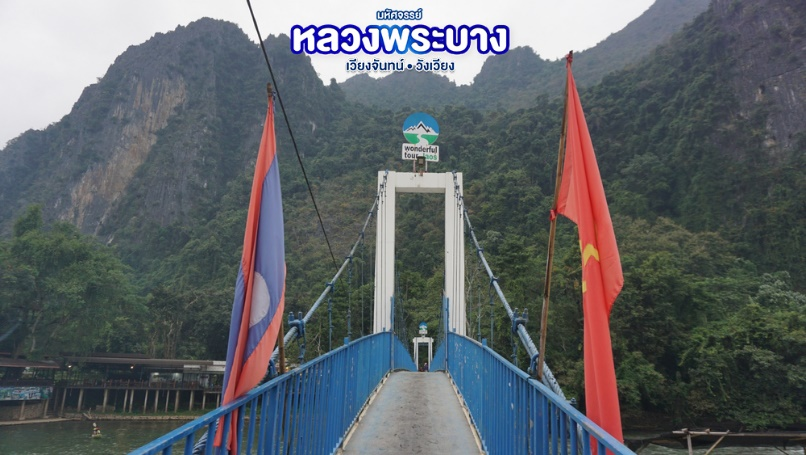 มหัศจรรย์
หลวงพระบาง
เวียงจันทน์ • วังเวียง
wonderful
tour